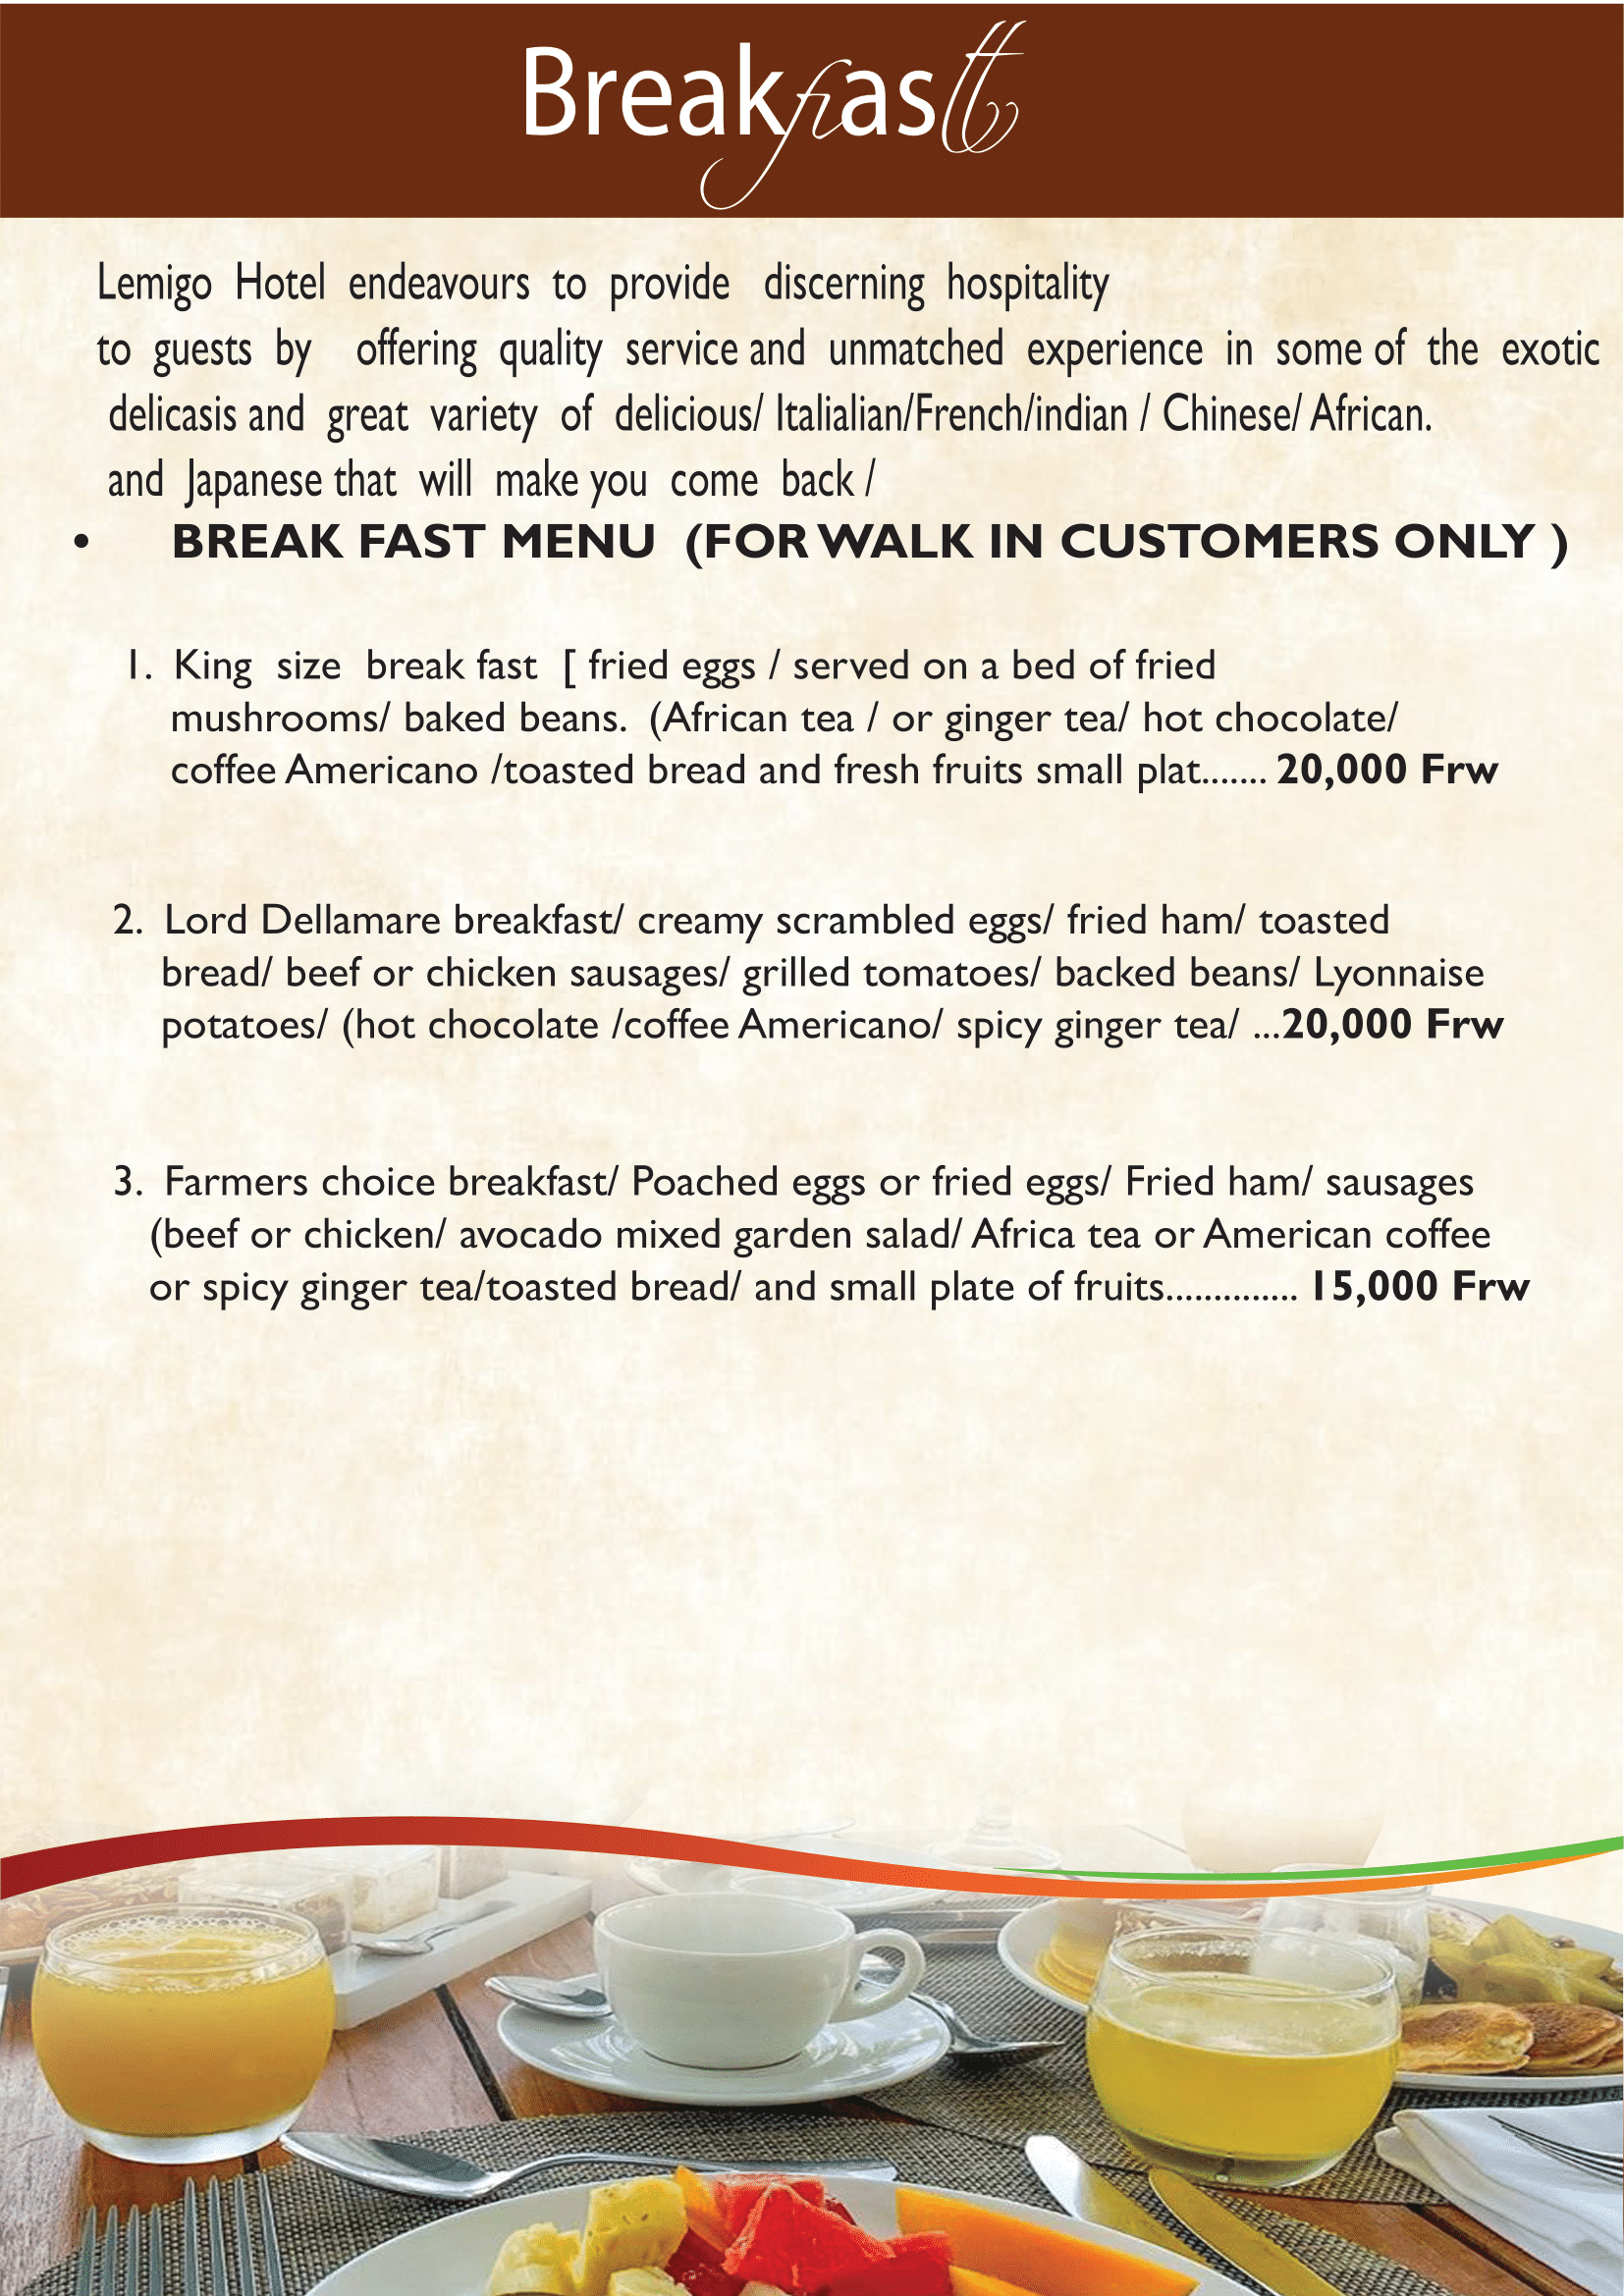 Breakfast
Lemigo Hotel endeavours to provide discerning hospitality
to guests by offering quality service and unmatched experience in some of the exotic
delicasis and great variety of delicious/ Italialian/French/indian / Chinese/ African.
and Japanese that will make you come back /
• BREAK FAST MENU (FOR WALK IN CUSTOMERS ONLY )
1. King size break fast [ fried eggs / served on a bed of fried
mushrooms/ baked beans. (African tea / or ginger tea/ hot chocolate/
coffee Americano /toasted bread and fresh fruits small plat....... 20,000 Frw
2. Lord Dellamare breakfast/ creamy scrambled eggs/ fried ham/ toasted
bread/ beef or chicken sausages/ grilled tomatoes/ backed beans/ Lyonnaise
potatoes/ (hot chocolate /coffee Americano/ spicy ginger tea/ ...20,000 Frw
3. Farmers choice breakfast/ Poached eggs or fried eggs/ Fried ham/ sausages
(beef or chicken/ avocado mixed garden salad/ Africa tea or American coffee
or spicy ginger tea/toasted bread/ and small plate of fruits.............. 15,000 Frw